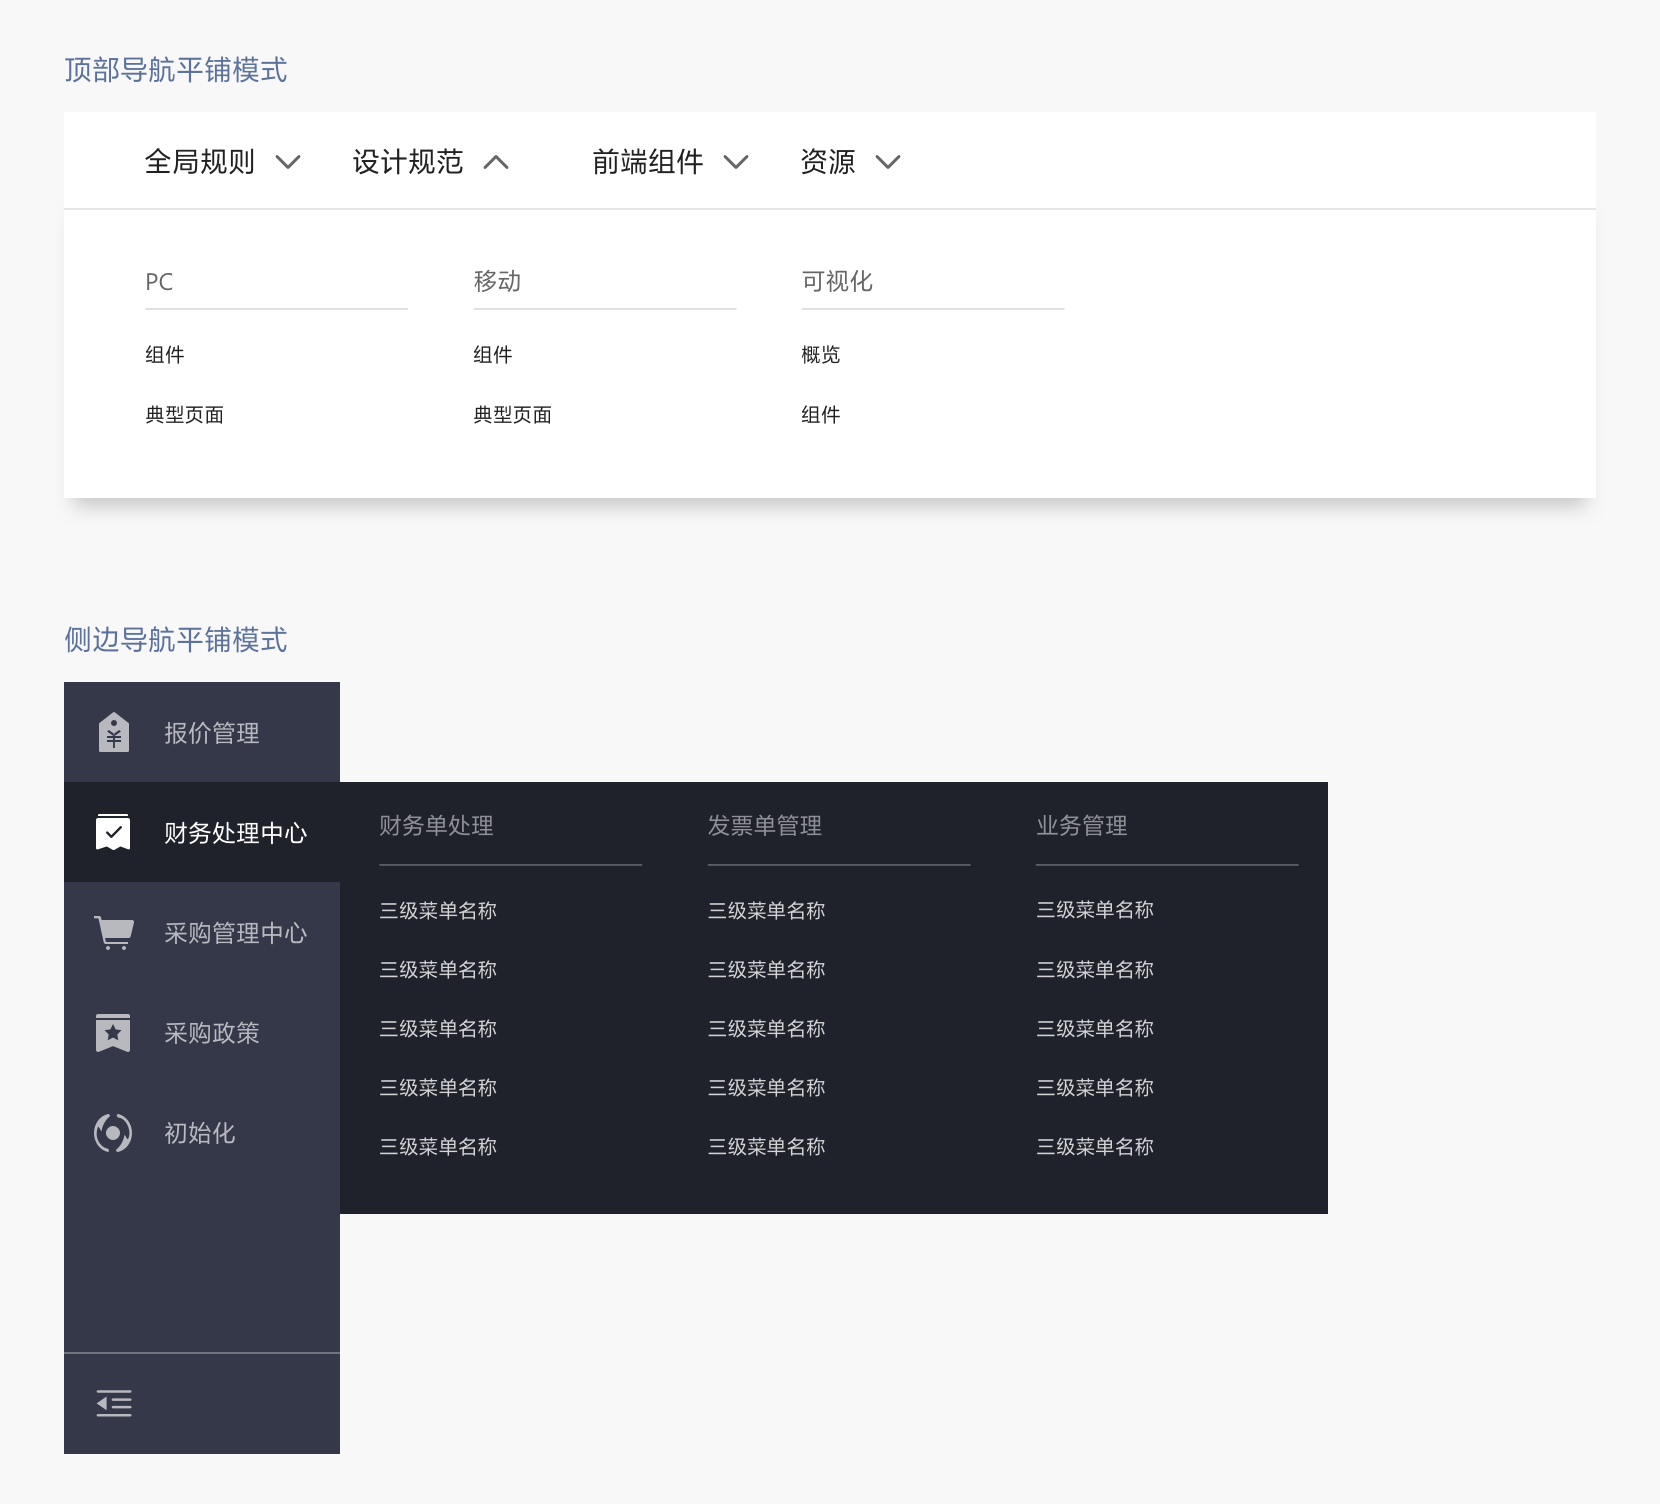 顶部导航平铺模式
全局规则 设计规范 前端组件 资源
PC 移动 可视化
组件 组件 概览
典型页面 典型页面 组件
侧边导航平铺模式
报价管理
财务处理中心 财务单处理 发票单管理 业务管理
三级菜单名称 三级菜单名称 三级菜单名称
采购管理中心
三级菜单名称 三级菜单名称 三级菜单名称
采购政策 三级菜单名称 三级菜单名称 三级菜单名称
三级菜单名称 三级菜单名称 三级菜单名称
初始化 三级菜单名称 三级菜单名称 三级菜单名称